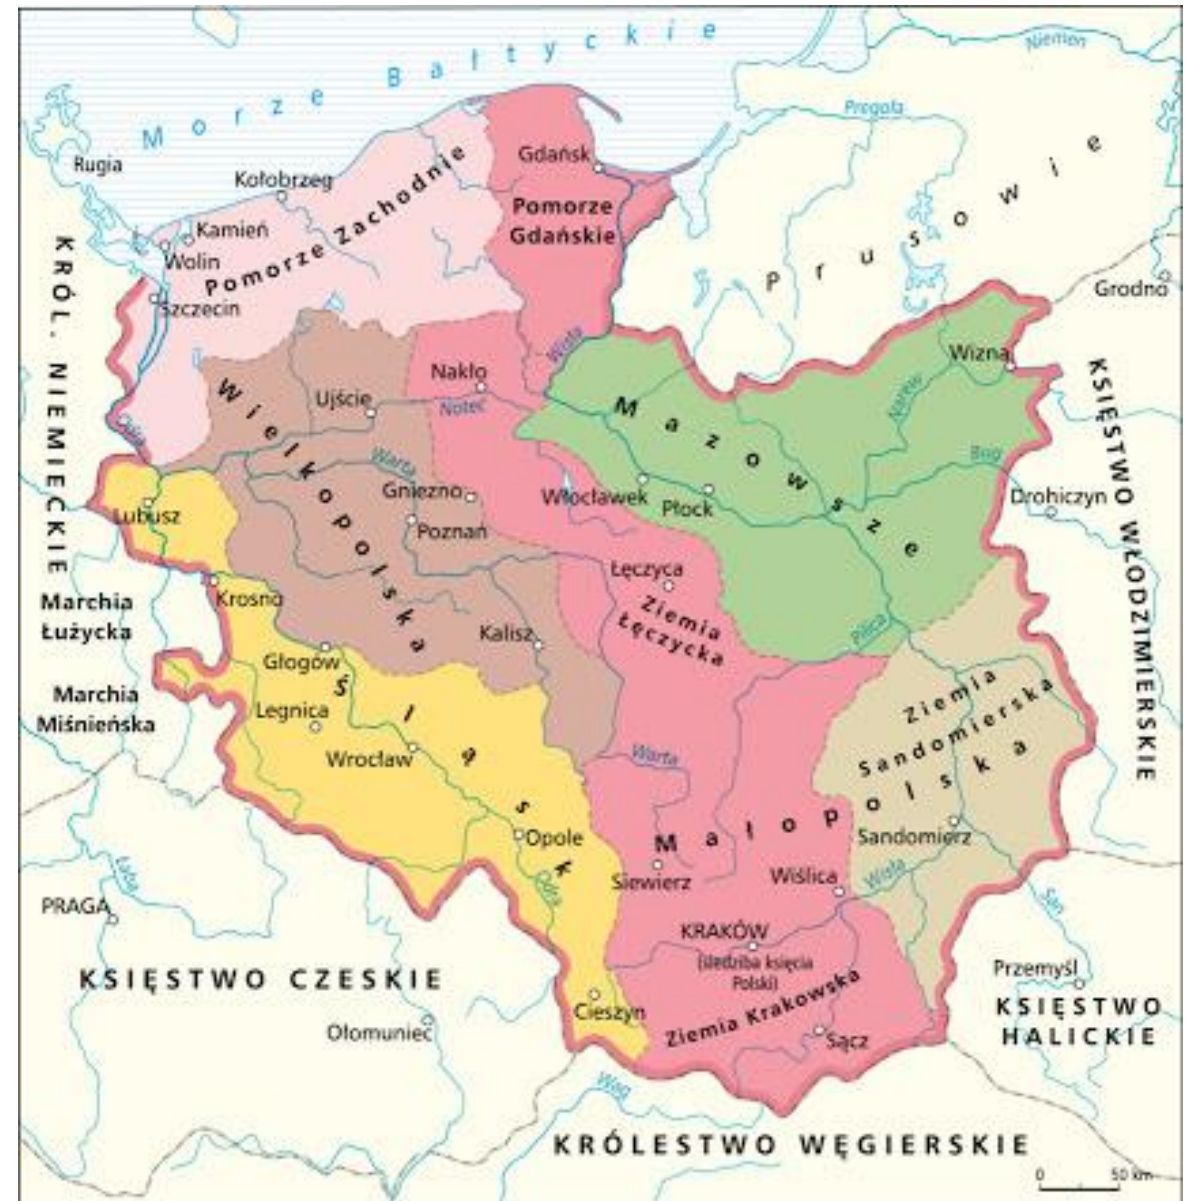 Morze Bałtyckie
Niemen
Pregoła
Rugia
Kołobrzeg
Gdańsk
Pomorze
Gdańskie
Kamień
Wolin
Pomorze Zachodnie
Szczecin
Prusowie
Grodno
KRÓL. NIEMIECKIE
Wisła
Nakło
Noteć
Ujście
Wizna
Narew
Mazowsze
Bug
Odra
Wielkopolska
Warta
Gniezno
Poznań
Włocławek
Płock
Drohiczyn
KSIĘSTWO WŁODZIMIERSKIE
Lubusz
Marchia
Łużycka
Krosno
Łęczyca
Ziemia
Łęczycka
Kalisz
Pilica
Głogów
Marchia
Miśnieńska
Legnica
Śląsk
Wrocław
Warta
Ziemia
Sandomierska
Małopolska
Opole
Odra
Siewierz
Wiślica
Wisła
Sandomierz
San
Łaba
PRAGA
KRAKÓW
(siedziba księcia
Polski)
Ziemia Krakowska
KSIĘSTWO CZESKIE
Ołomuniec
Cieszyn
Sącz
Przemyśl
KSIĘSTWO
HALICKIE
Wag
KRÓLESTWO WĘGIERSKIE
0 50 km